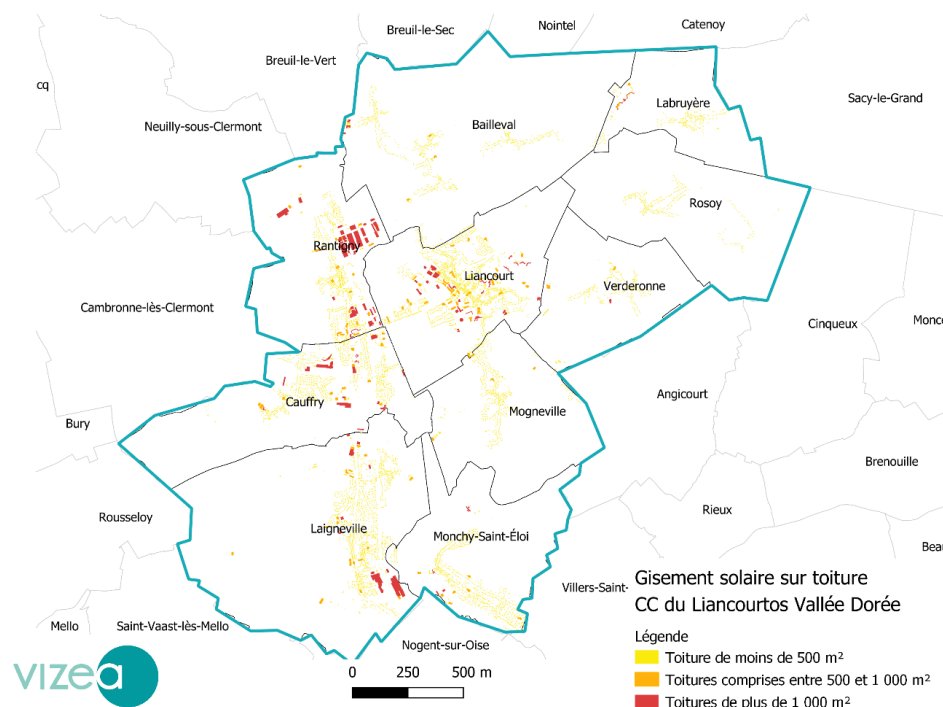 Breuil-le-Sec
Nointel
Catenoy
Breuil-le-Vert
cq
Sacy-le-Grand
Labruyère
Neuilly-sous-Clermont
Bailleval
Rosoy
Rantigny
Liancourt
Verderonne
Cambronne-lès-Clermont
Cinqueux
Monc
Angicourt
Cauffry
Mogneville
Bury
Brenouille
Rousseloy
Rieux
Laigneville
Monchy-Saint-Éloi
Beau
Villers-Saint-
Gisement solaire sur toiture
CC du Liancourtos Vallée Dorée
Mello
Saint-Vaast-lès-Mello
Nogent-sur-Oise
Légende
Toiture de moins de 500 m²
Toitures comprises entre 500 et 1 000 m²
Toitures de plus de 1 000 m²
vizea
0 250 500 m